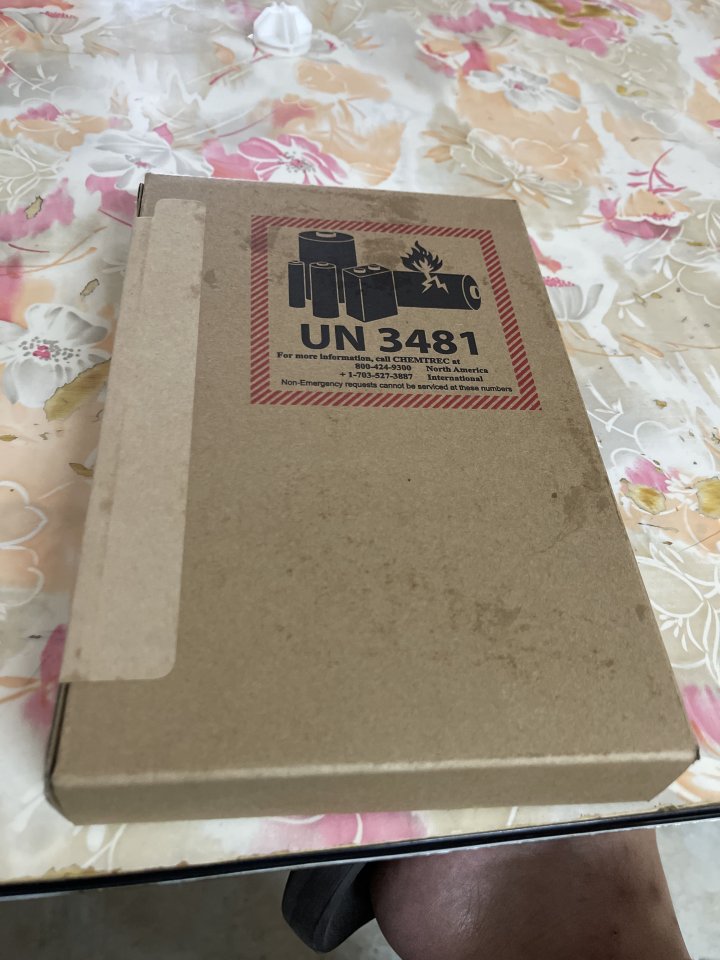 UN 3481
For more information, call CHEMTREC at
800-424-9300 North America
+ 1-703-527-3887 International
Non-Emergency requests cannot be serviced at these numbers